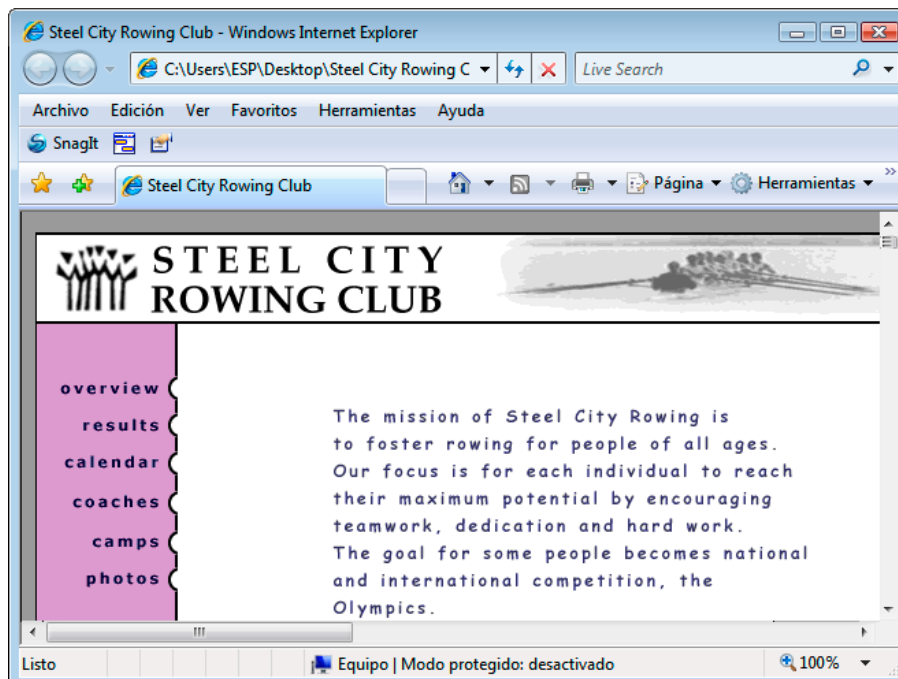 Steel City Rowing Club - Windows Internet Explorer
C:\Users\ESP\Desktop\Steel City Rowing C
Live Search
Archivo Edición Ver Favoritos Herramientas Ayuda
SnagIt
Steel City Rowing Club
Página
Herramientas
STEEL CITY
ROWING CLUB
overview
results
calendar
coaches
camps
photos
The mission of Steel City Rowing is
to foster rowing for people of all ages.
Our focus is for each individual to reach
their maximum potential by encouraging
teamwork, dedication and hard work.
The goal for some people becomes national
and international competition, the
Olympics.
Listo
Equipo | Modo protegido: desactivado
100%